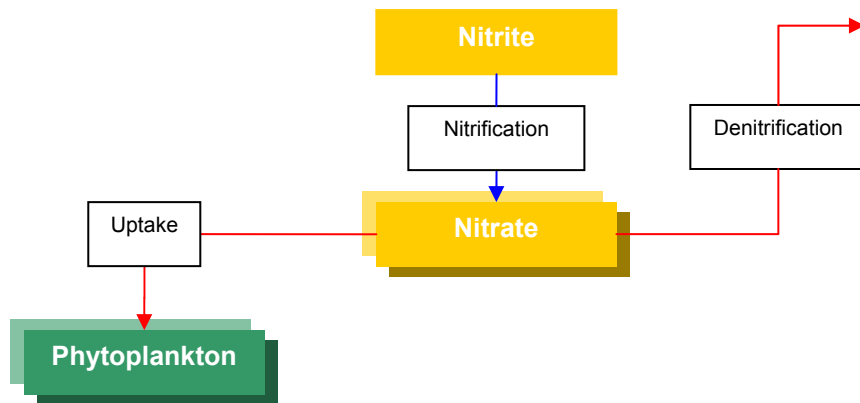 Nitrite
Nitrification
Denitrification
Uptake
Nitrate
Phytoplankton